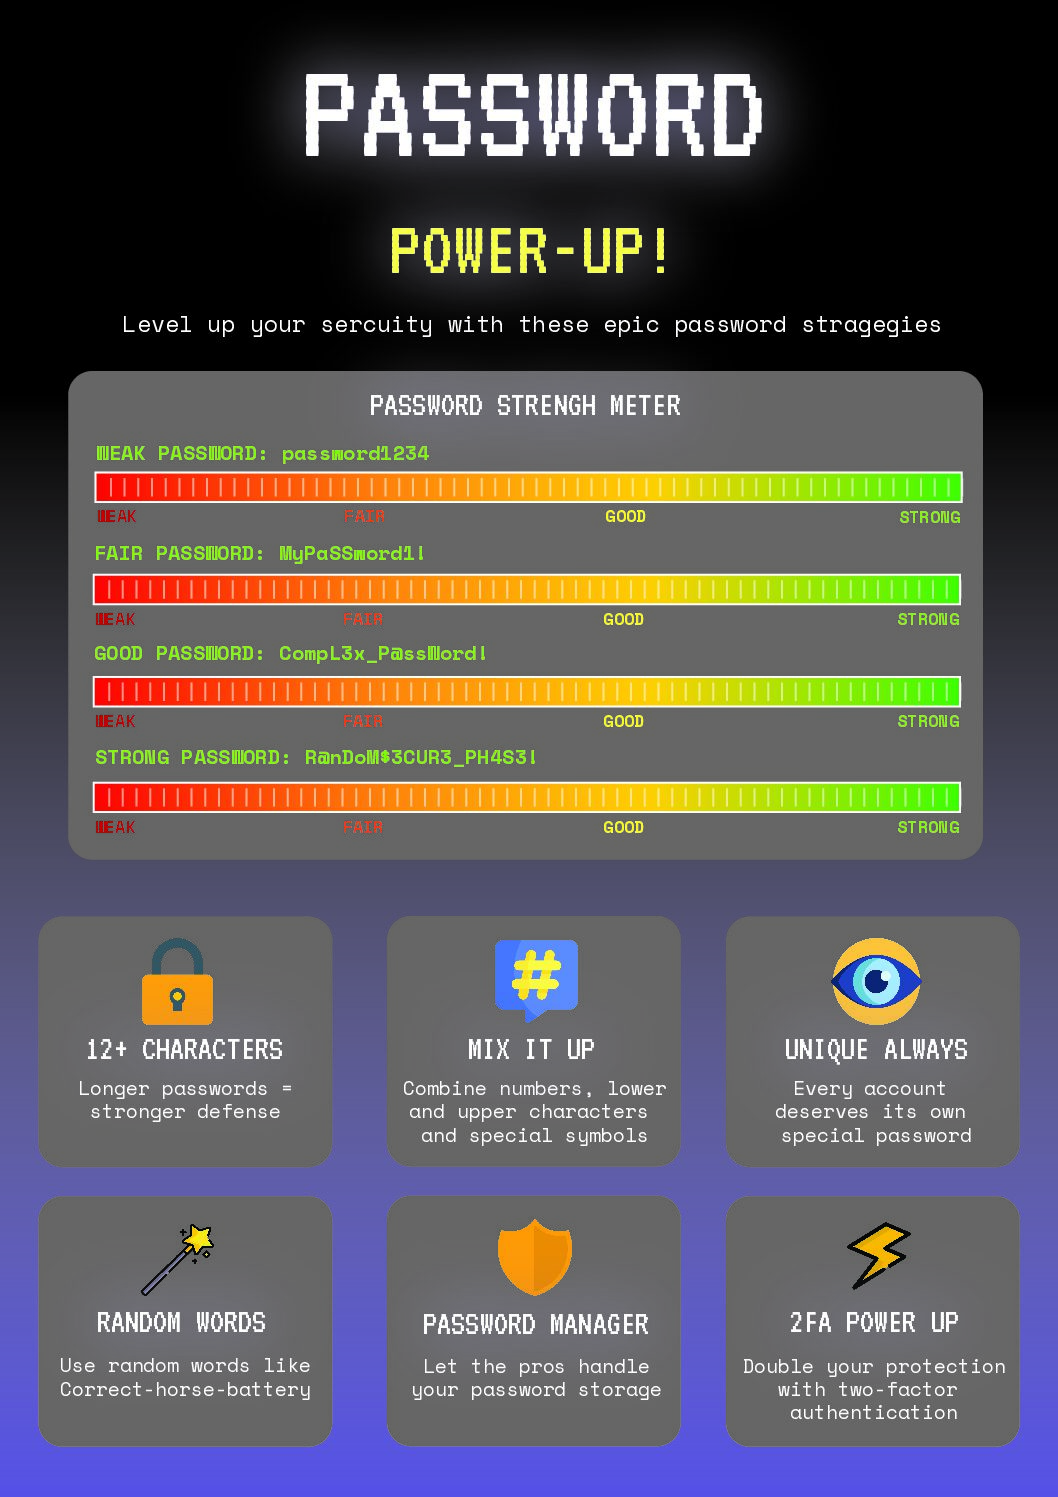 PASSWORD
POWER-UP!
Level up your sercuity with these epic password stragegies
PASSWORD STRENGH METER
WEAK PASSWORD: password1234
WEAK FAIR GOOD STRONG
FAIR PASSWORD: MyPaSSword1!
WEAK FAIR GOOD STRONG
GOOD PASSWORD: CompL3x_P@ssWord!
WEAK FAIR GOOD STRONG
STRONG PASSWORD: R@nDoM$3CUR3_PH4S3!
WEAK FAIR GOOD STRONG
12+ CHARACTERS
Longer passwords =
stronger defense
MIX IT UP
Combine numbers, lower
and upper characters
and special symbols
UNIQUE ALWAYS
Every account
deserves its own
special password
RANDOM WORDS
Use random words like
Correct-horse-battery
PASSWORD MANAGER
Let the pros handle
your password storage
2FA POWER UP
Double your protection
with two-factor
authentication